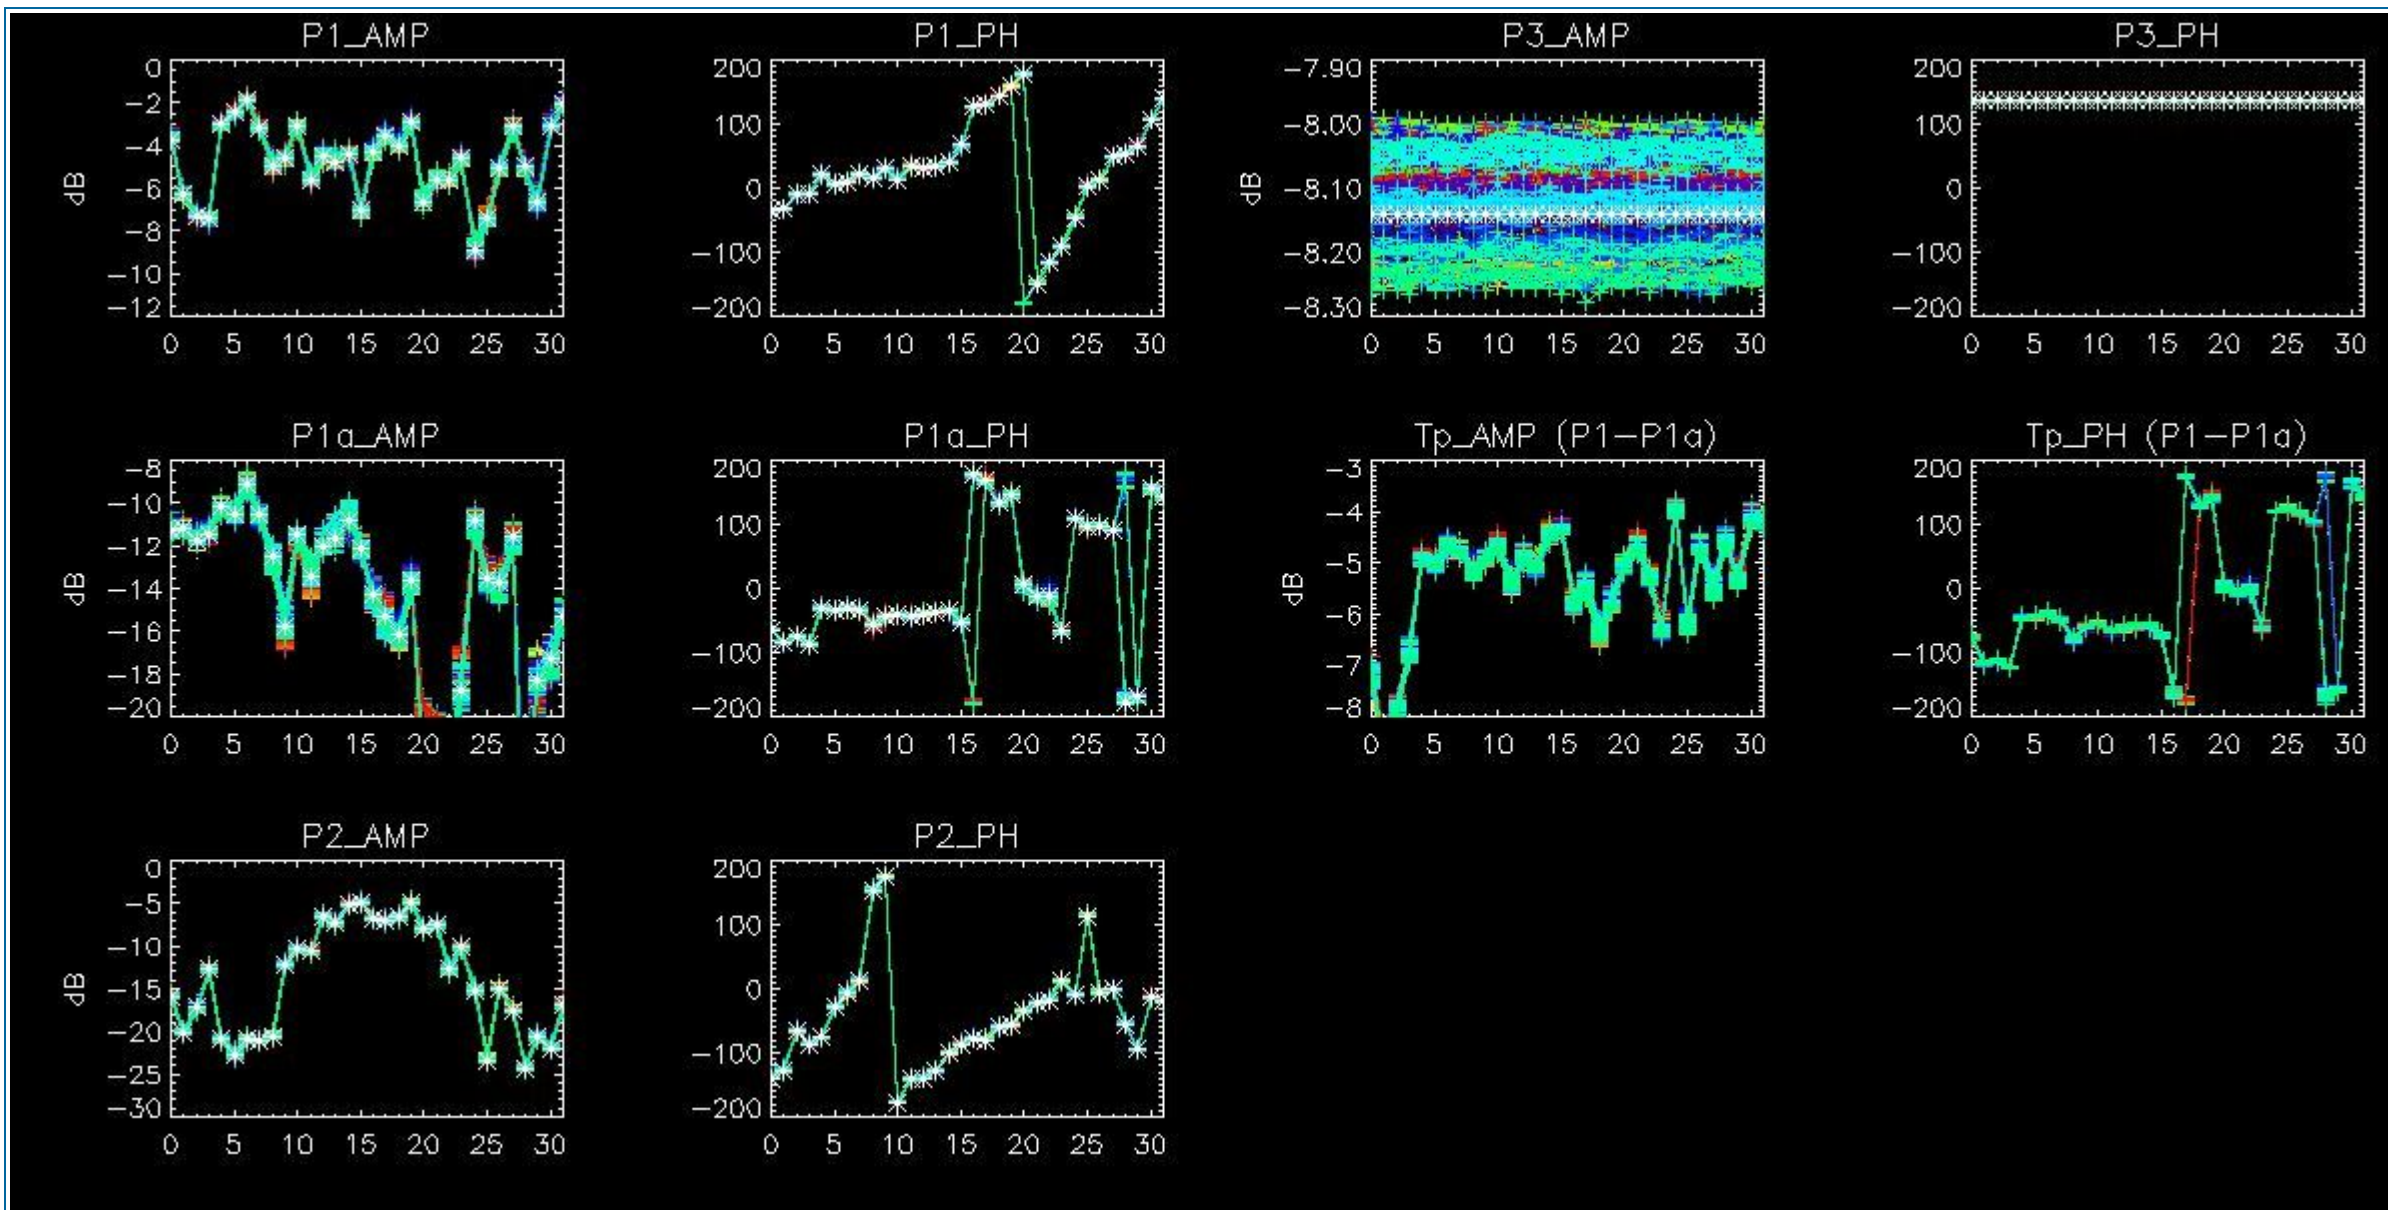 P1_AMP
P1_PH
P3_AMP
P3_PH
0
−2
−4
−6
−8
−10
−12
dB
0 5 10 15 20 25 30
200
100
0
−100
−200
0 5 10 15 20 25 30
−7.90
−8.00
−8.10
−8.20
−8.30
dB
0 5 10 15 20 25 30
200
100
0
−100
−200
0 5 10 15 20 25 30
P1a_AMP
P1a_PH
Tp_AMP (P1−P1a)
Tp_PH (P1−P1a)
−8
−10
−12
−14
−16
−18
−20
dB
0 5 10 15 20 25 30
200
100
0
−100
−200
0 5 10 15 20 25 30
−3
−4
−5
−6
−7
−8
dB
0 5 10 15 20 25 30
200
100
0
−100
−200
0 5 10 15 20 25 30
P2_AMP
P2_PH
0
−5
−10
−15
−20
−25
−30
dB
0 5 10 15 20 25 30
200
100
0
−100
−200
0 5 10 15 20 25 30